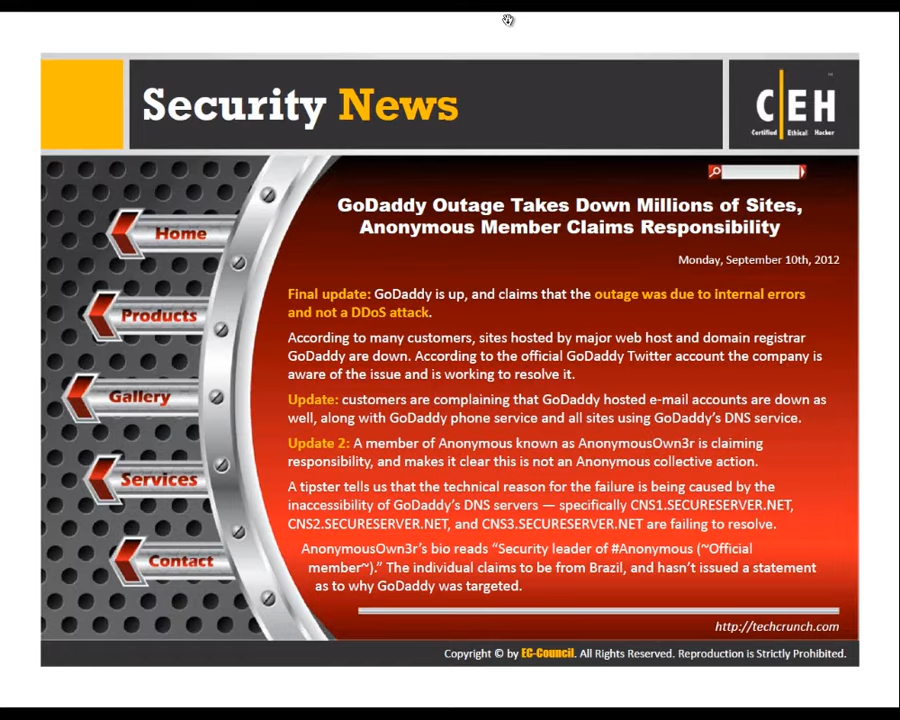 Security News
CEH
Certified Ethical Hacker
Home
Products
Gallery
Services
Contact
GoDaddy Outage Takes Down Millions of Sites,
Anonymous Member Claims Responsibility
Monday, September 10th, 2012
Final update: GoDaddy is up, and claims that the outage was due to internal errors
and not a DDoS attack.
According to many customers, sites hosted by major web host and domain registrar
GoDaddy are down. According to the official GoDaddy Twitter account the company is
aware of the issue and is working to resolve it.
Update: customers are complaining that GoDaddy hosted e-mail accounts are down as
well, along with GoDaddy phone service and all sites using GoDaddy's DNS service.
Update 2: A member of Anonymous known as AnonymousOwn3r is claiming
responsibility, and makes it clear this is not an Anonymous collective action.
A tipster tells us that the technical reason for the failure is being caused by the
inaccessibility of GoDaddy's DNS servers — specifically CNS1.SECURESERVER.NET,
CNS2.SECURESERVER.NET, and CNS3.SECURESERVER.NET are failing to resolve.
AnonymousOwn3r's bio reads “Security leader of #Anonymous (~Official
member~).” The individual claims to be from Brazil, and hasn't issued a statement
as to why GoDaddy was targeted.
http://techcrunch.com
Copyright © by EC-Council. All Rights Reserved. Reproduction is Strictly Prohibited.